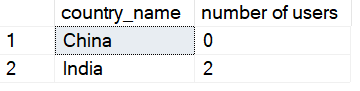 country_name number of users
1 China 0
2 India 2